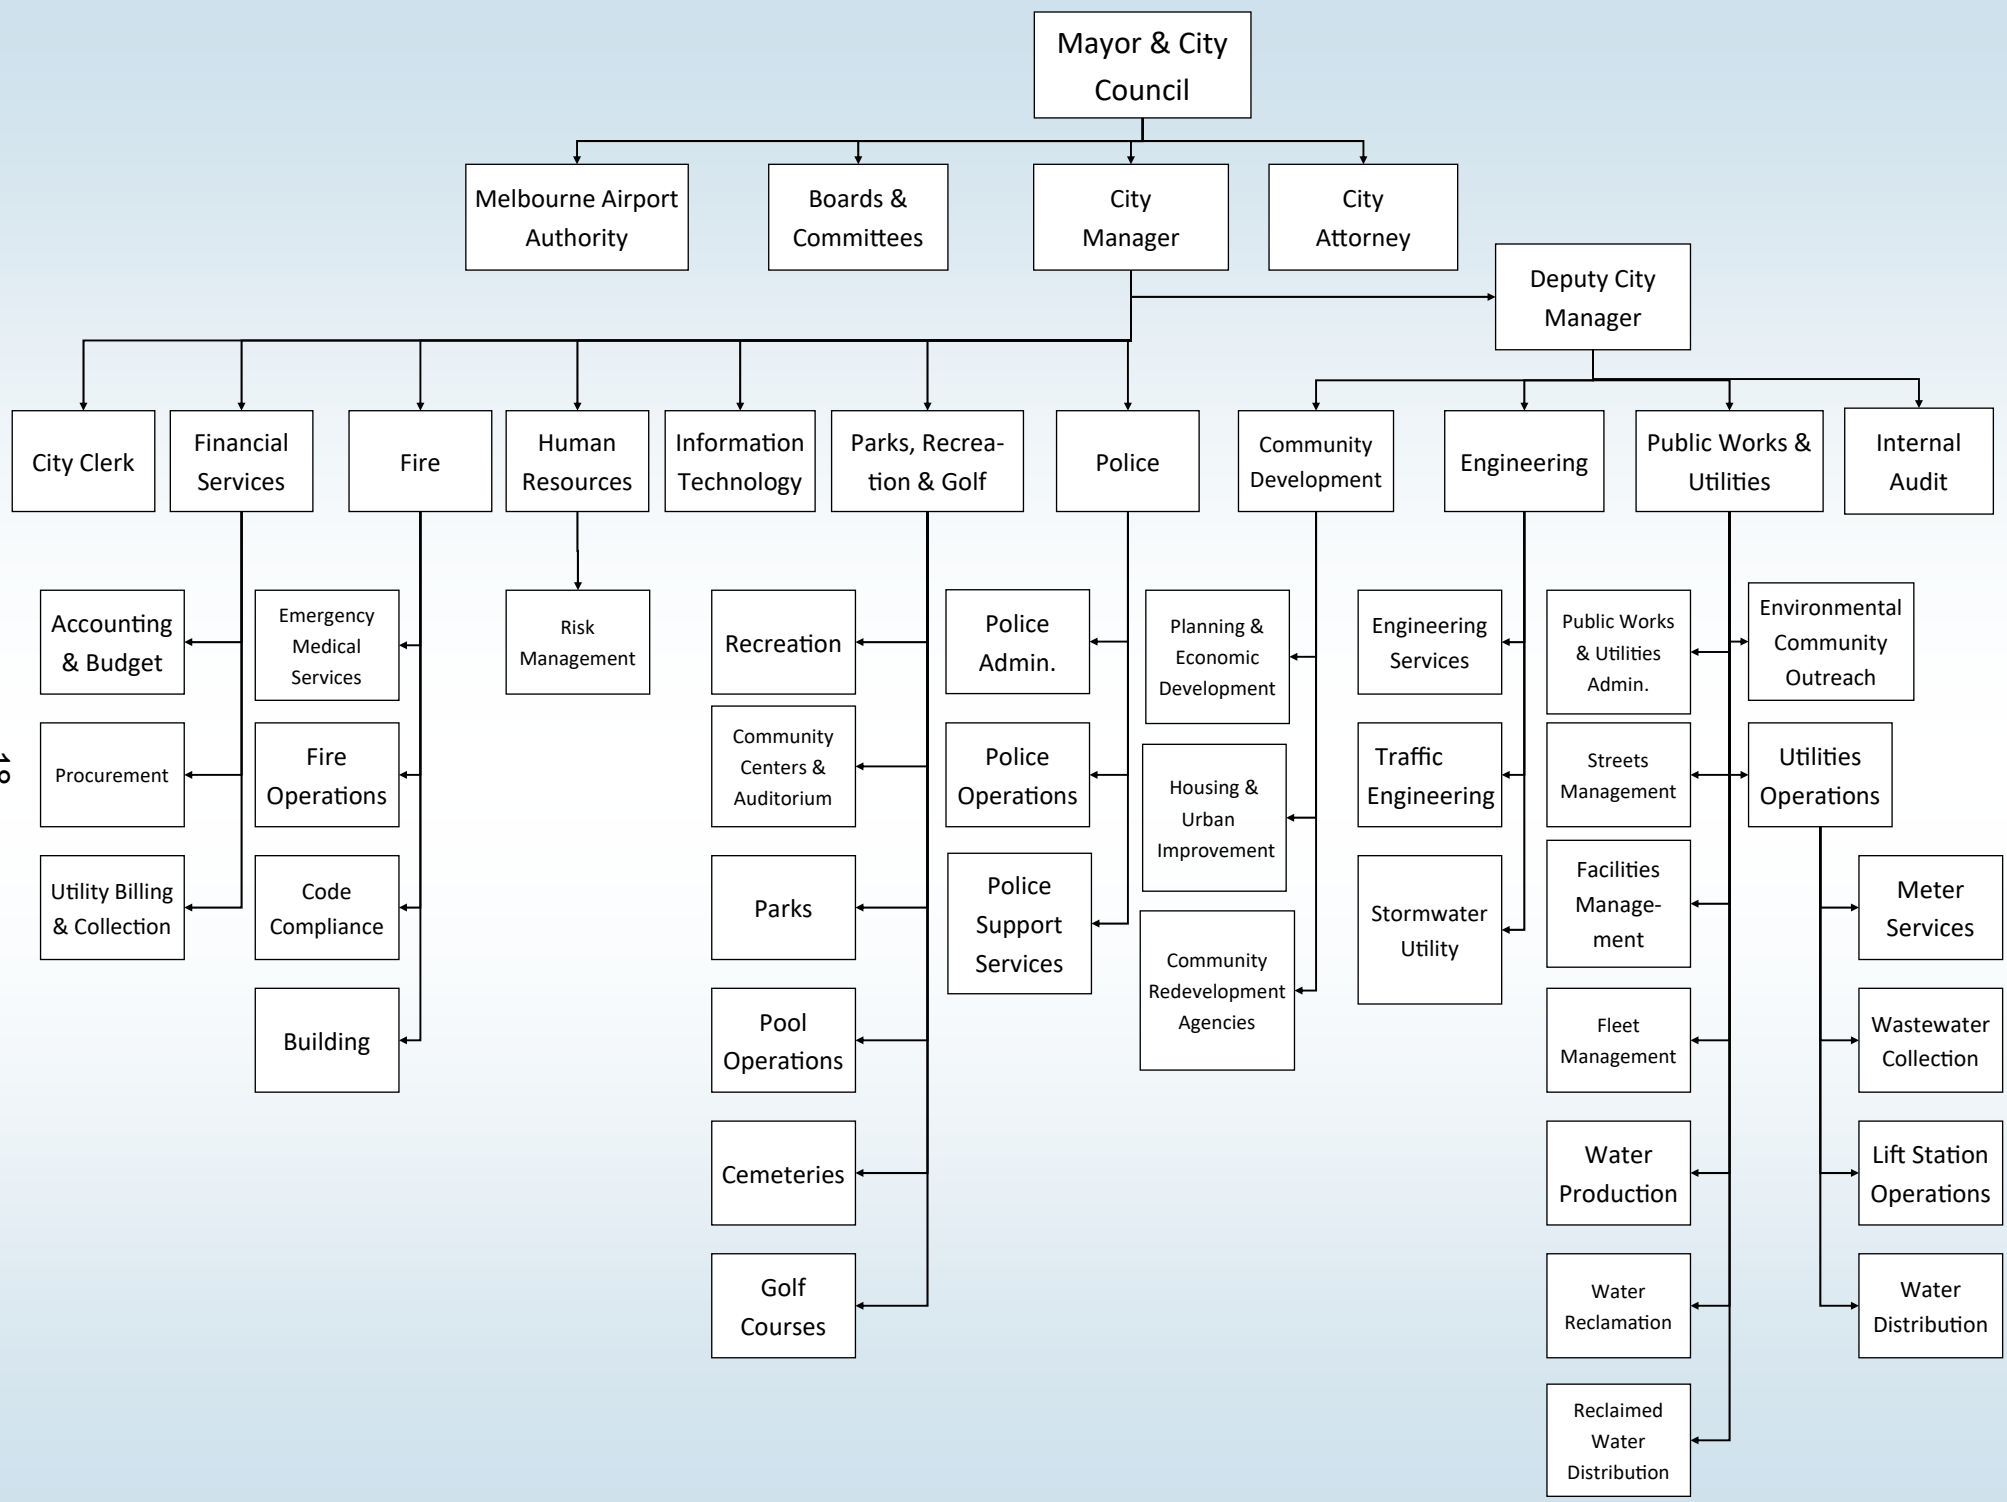 Mayor & City
Council
Melbourne Airport
Authority
Boards &
Committees
City
Manager
City
Attorney
Deputy City
Manager
City Clerk
Financial
Services
Fire
Human
Resources
Information
Technology
Parks, Recrea-
tion & Golf
Police
Community
Development
Engineering
Public Works &
Utilities
Internal
Audit
Accounting
& Budget
Procurement
Utility Billing
& Collection
Emergency
Medical
Services
Fire
Operations
Code
Compliance
Building
Risk
Management
Recreation
Community
Centers &
Auditorium
Parks
Pool
Operations
Cemeteries
Golf
Courses
Police
Admin.
Police
Operations
Police
Support
Services
Planning &
Economic
Development
Housing &
Urban
Improvement
Community
Redevelopment
Agencies
Engineering
Services
Traffic
Engineering
Stormwater
Utility
Public Works
& Utilities
Admin.
Streets
Management
Facilities
Manage-
ment
Fleet
Management
Water
Production
Water
Reclamation
Reclaimed
Water
Distribution
Environmental
Community
Outreach
Utilities
Operations
Meter
Services
Wastewater
Collection
Lift Station
Operations
Water
Distribution